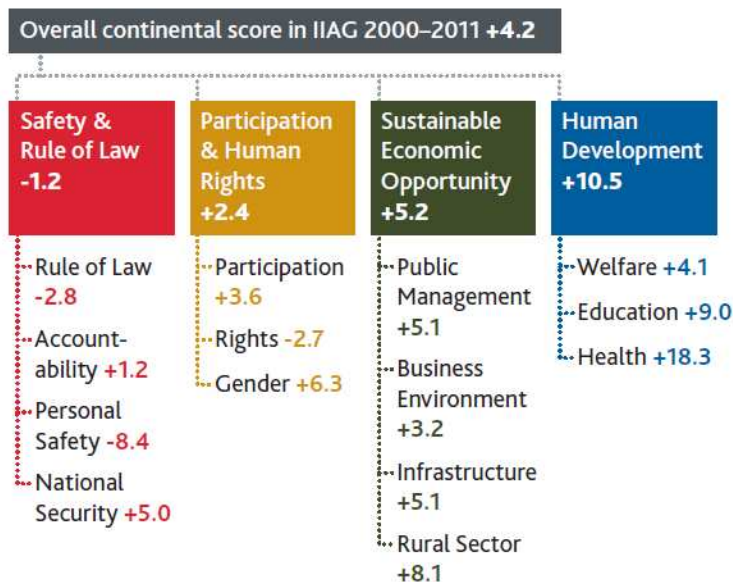 Overall continental score in IIAG 2000–2011 +4.2
Safety &
Rule of Law
-1.2
Rule of Law
-2.8
Account-
ability +1.2
Personal
Safety -8.4
National
Security +5.0
Participation
& Human
Rights
+2.4
Participation
+3.6
Rights -2.7
Gender +6.3
Sustainable
Economic
Opportunity
+5.2
Public
Management
+5.1
Business
Environment
+3.2
Infrastructure
+5.1
Rural Sector
+8.1
Human
Development
+10.5
Welfare +4.1
Education +9.0
Health +18.3